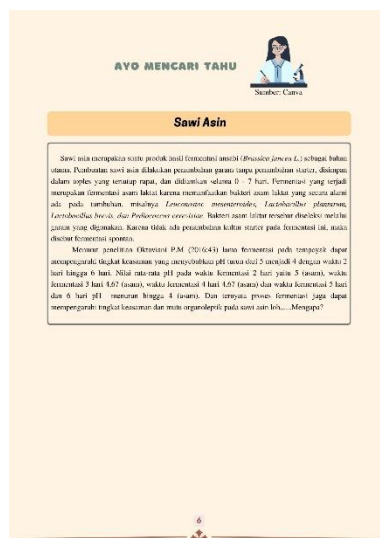 AYO MENCARI TAHU
Sumber: Canva
Sawi Asin
Sawi asin merupakan suatu produk hasil fermentasi sawi (Brassica juncea L.) sebagai bahan
utama. Pembuatan sawi asin dilakukan penambahan garam tanpa penambahan starter, disimpan
dalam toples yang tertutup rapat, dan didiamkan selama 0 - 7 hari. Fermentasi yang terjadi
merupakan fermentasi asam laktat karena memanfaatkan bakteri asam laktat yang secara alami
ada pada tumbuhan, misalnya Leuconostoc mesenteroides, Lactobacillus plantarum,
Lactobacillus brevis, dan Pediococcus cerevisiae. Bakteri asam laktat tersebut diseleksi melalui
garam yang digunakan. Karena tidak ada penambahan kultur starter pada fermentasi ini, maka
disebut fermentasi spontan.
Menurut penelitian Oktaviani P.M (2016:43) lama fermentasi pada tempoyak dapat
mempengaruhi tingkat keasaman yang menyebabkan pH turun dari 5 menjadi 4 dengan waktu 2
hari hingga 6 hari. Nilai rata-rata pH pada waktu fermentasi 2 hari yaitu 5 (asam), waktu
fermentasi 3 hari 4,67 (asam), waktu fermentasi 4 hari 4,67 (asam) dan waktu fermentasi 5 hari
dan 6 hari pH menurun hingga 4 (asam). Dan ternyata proses fermentasi juga dapat
mempengaruhi tingkat keasaman dan mutu organoleptik pada sawi asin loh.....Mengapa?
6